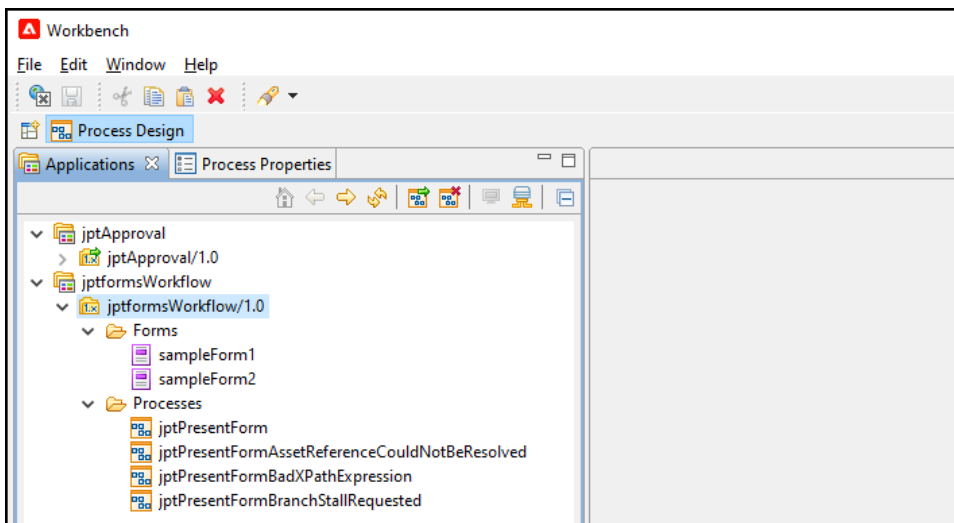 Workbench
File Edit Window Help
Process Design
Applications Process Properties
jptApproval
jptApproval/1.0
jptformsWorkflow
jptformsWorkflow/1.0
Forms
sampleForm1
sampleForm2
Processes
jptPresentForm
jptPresentFormAssetReferenceCouldNotBeResolved
jptPresentFormBadXPathExpression
jptPresentFormBranchStallRequested